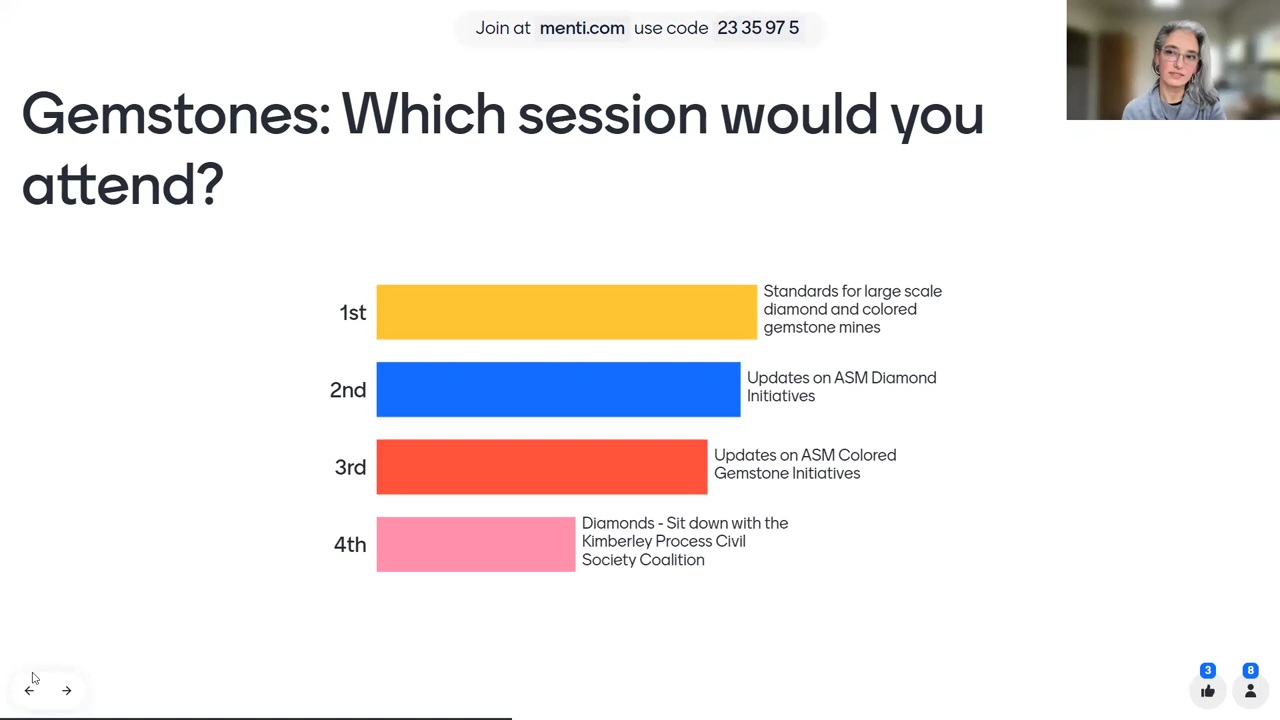 Join at menti.com use code 23 35 97 5
Gemstones: Which session would you
attend?
1st
Standards for large scale
diamond and colored
gemstone mines
2nd
Updates on ASM Diamond
Initiatives
3rd
Updates on ASM Colored
Gemstone Initiatives
4th
Diamonds - Sit down with the
Kimberley Process Civil
Society Coalition
3
8